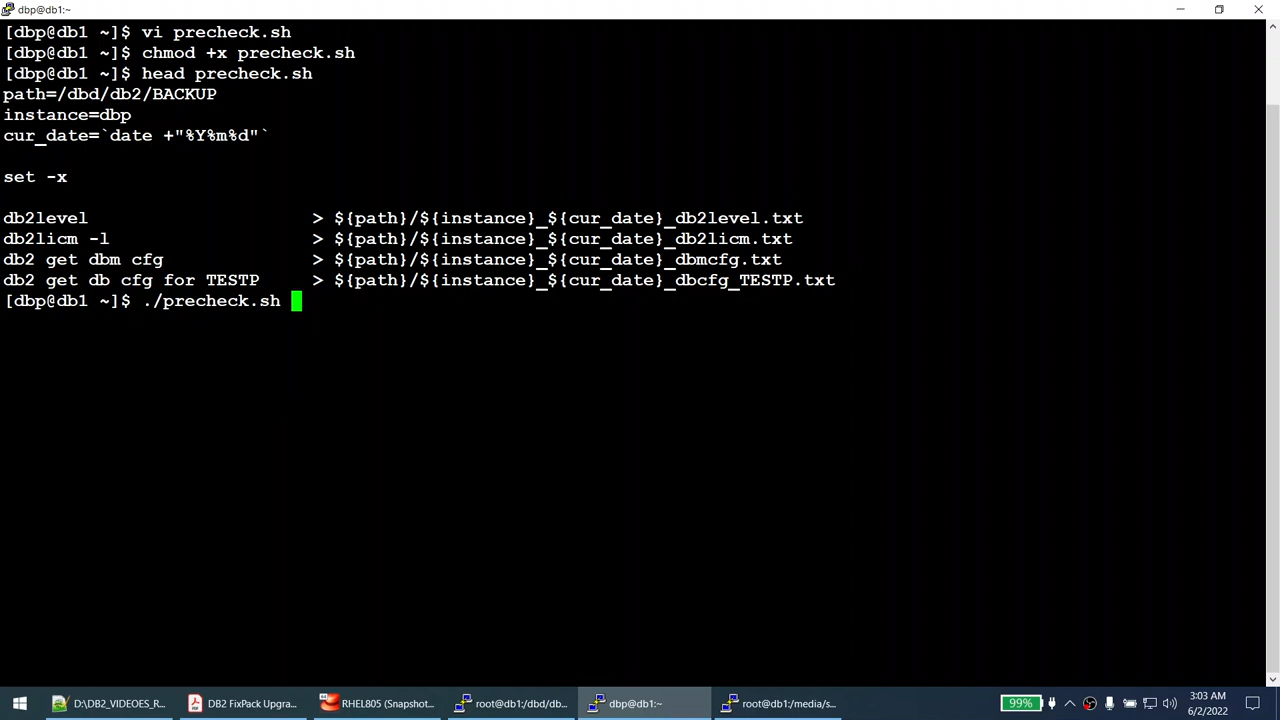 dbp@db1:~
[dbp@db1 ~]$ vi precheck.sh
[dbp@db1 ~]$ chmod +x precheck.sh
[dbp@db1 ~]$ head precheck.sh
path=/dbd/db2/BACKUP
instance=dbp
cur_date=`date +"%Y%m%d"`
set -x
db2level > ${path}/${instance}_${cur_date}_db2level.txt
db2licm -l > ${path}/${instance}_${cur_date}_db2licm.txt
db2 get dbm cfg > ${path}/${instance}_${cur_date}_dbmcfg.txt
db2 get db cfg for TESTP > ${path}/${instance}_${cur_date}_dbcfg_TESTP.txt
[dbp@db1 ~]$ ./precheck.sh
D:\DB2_VIDEOES_R... DB2 FixPack Upgra... RHEL805 (Snapshot... root@db1:/dbd/db... dbp@db1:~ root@db1:/media/s... 99% 3:03 AM
6/2/2022